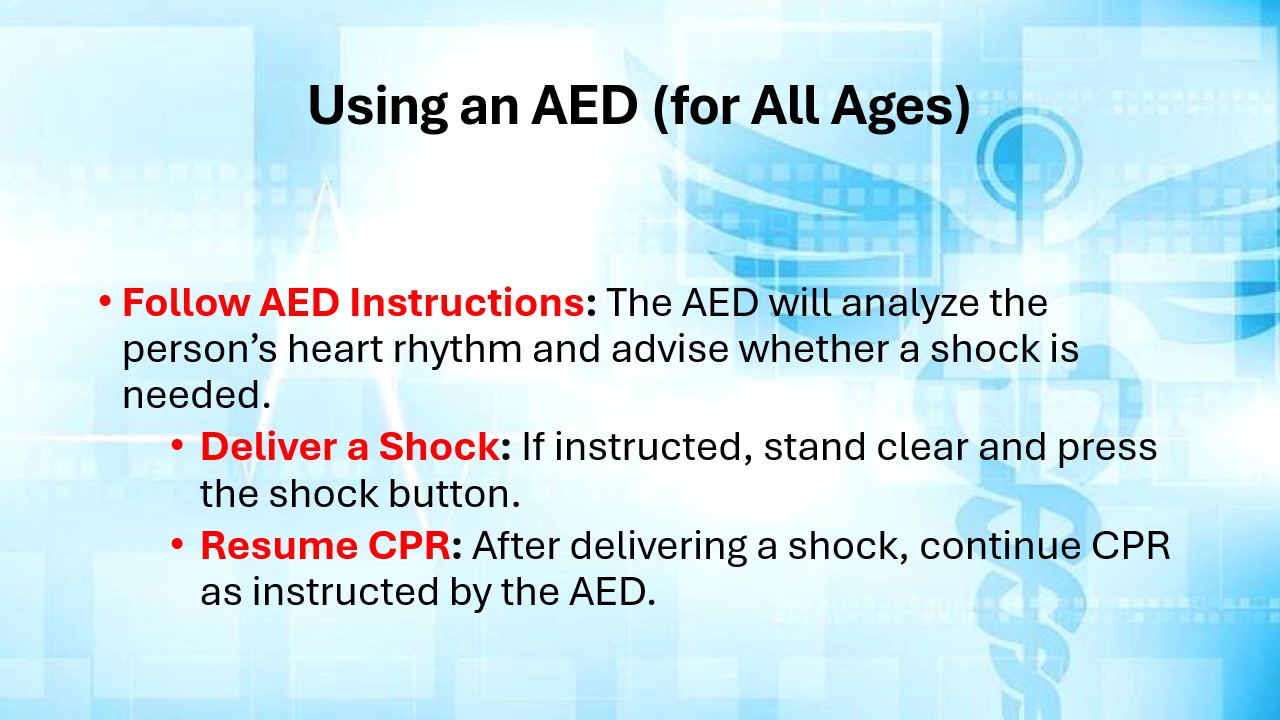 Using an AED (for All Ages)
• Follow AED Instructions: The AED will analyze the
person’s heart rhythm and advise whether a shock is
needed.
• Deliver a Shock: If instructed, stand clear and press
the shock button.
• Resume CPR: After delivering a shock, continue CPR
as instructed by the AED.